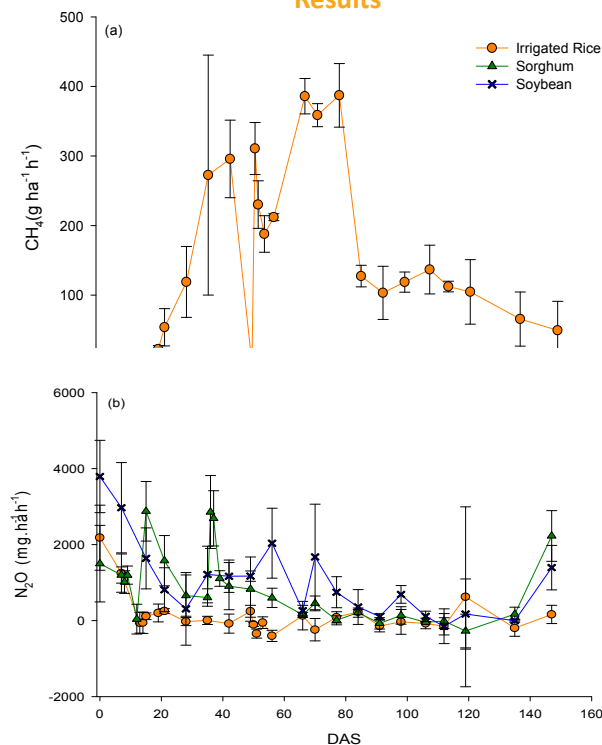 Results
(a)
500
400
300
200
100
CH₄(g ha⁻¹ h⁻¹)
Irrigated Rice
Sorghum
Soybean
(b)
6000
4000
2000
0
-2000
N₂O (mg.ha⁻¹h⁻¹)
0 20 40 60 80 100 120 140 160
DAS